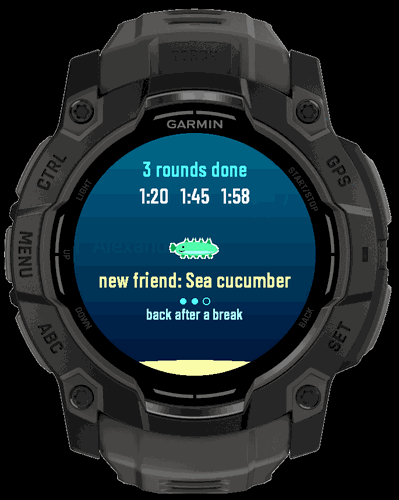 GARMIN
CTRL
LIGHT
GPS
START/STOP
MENU
UP
3 rounds done
1:20 1:45 1:58
new friend: Sea cucumber
back after a break
ABC
DOWN
SET
BACK